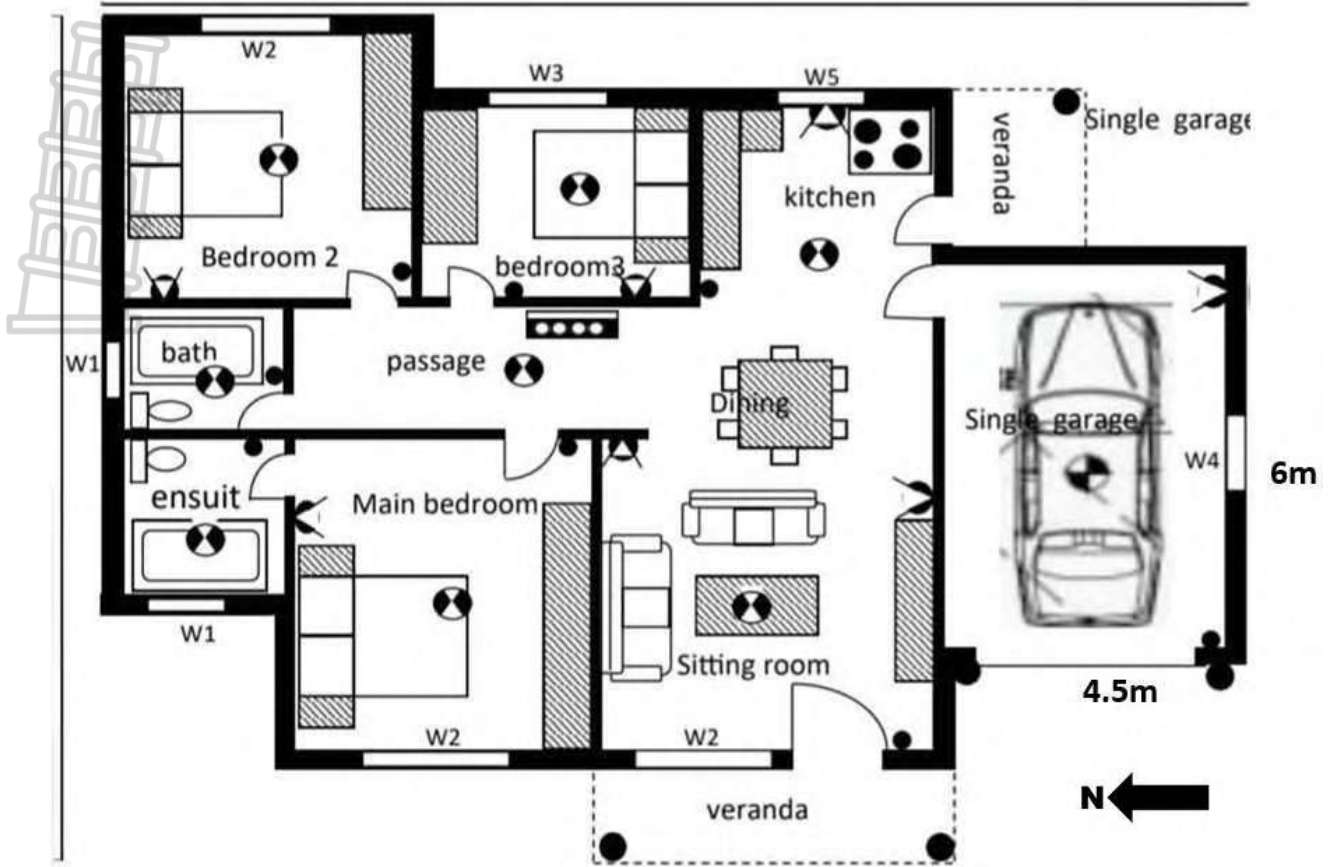 W2
W3
W5
Single garage
veranda
kitchen
Bedroom 2
bedroom3
W1
bath
passage
Dining
Single garage
W4
6m
ensuit
Main bedroom
W1
Sitting room
4.5m
W2
W2
N
veranda